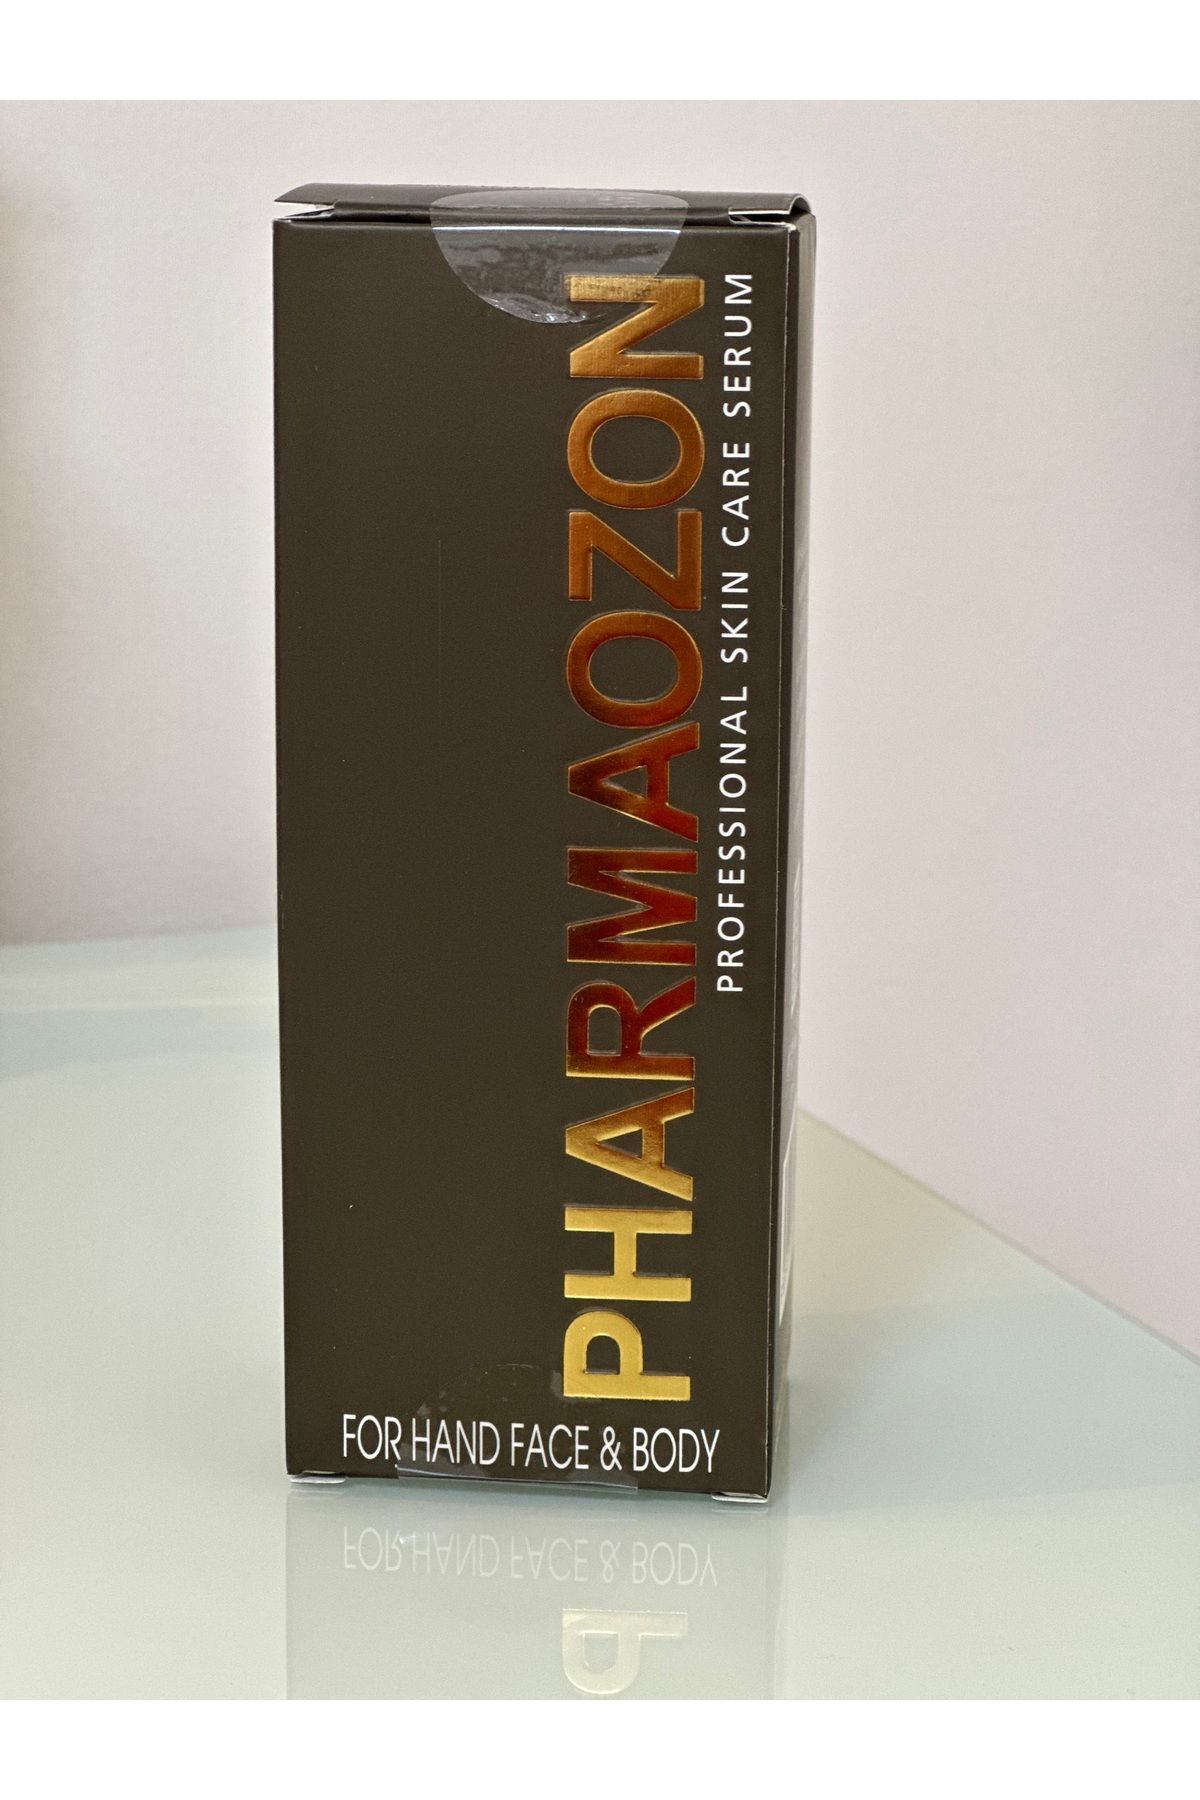 PHARMAOZON
PROFESSIONAL SKIN CARE SERUM
FOR HAND FACE & BODY